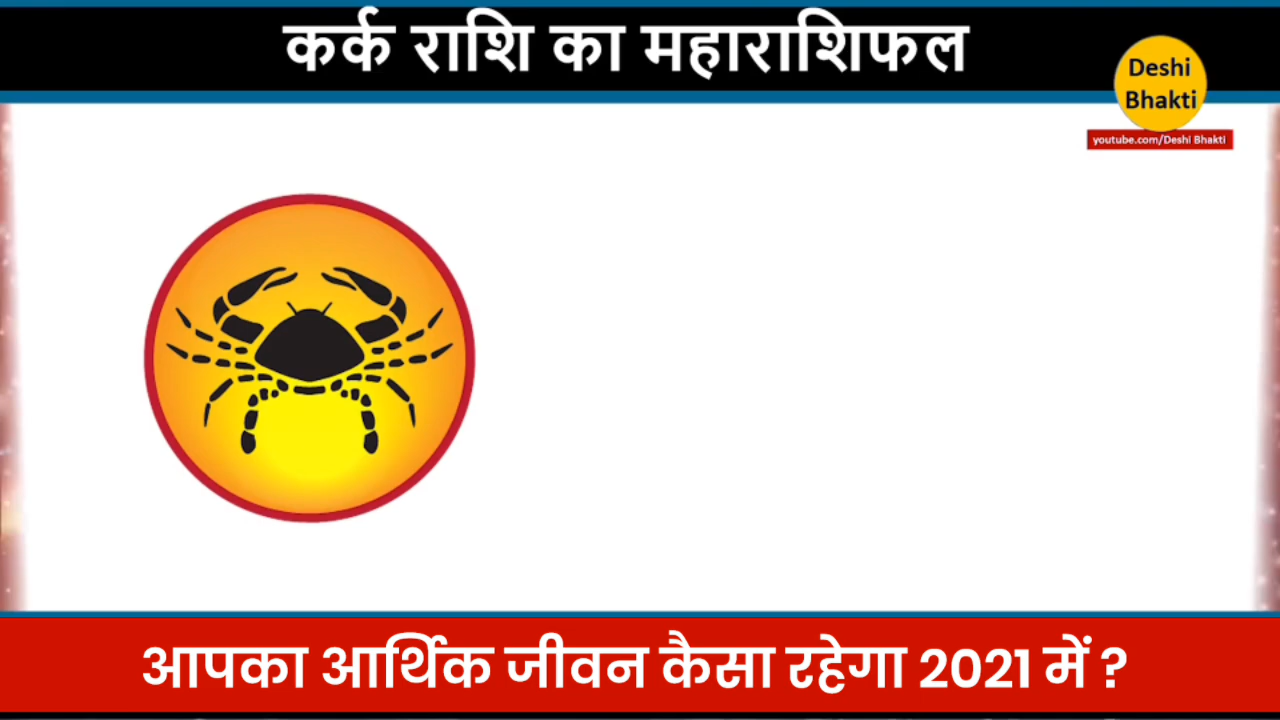 कर्क राशि का महाराशिफल
Deshi
Bhakti
youtube.com/Deshi Bhakti
आपका आर्थिक जीवन कैसा रहेगा 2021 में ?